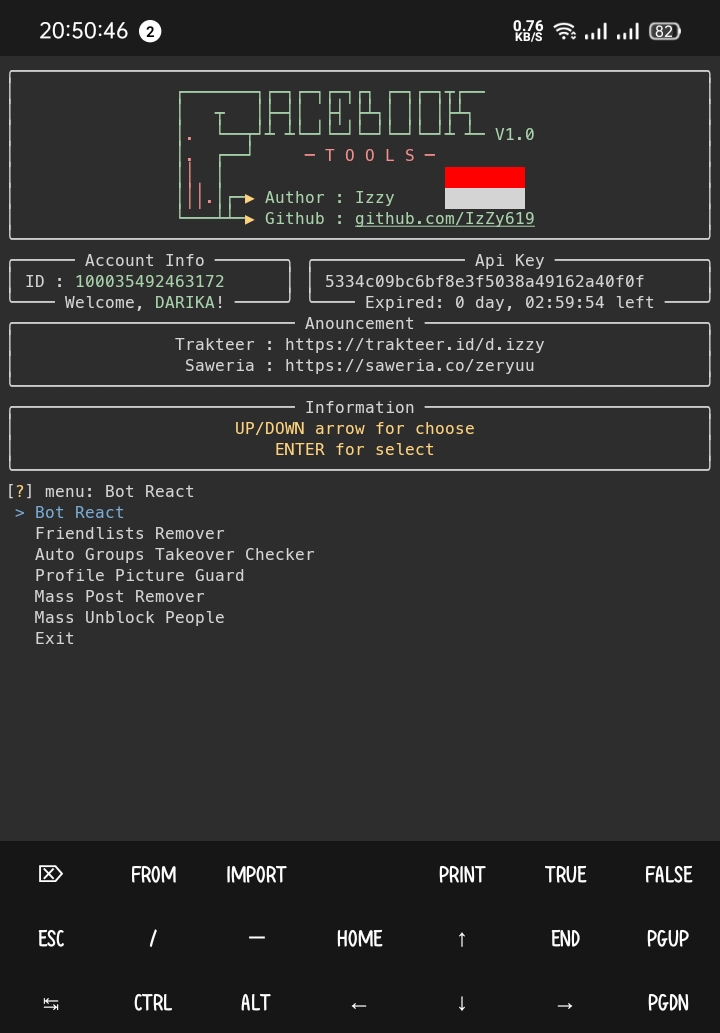 20:50:46 2 0.76 KB/S 82
FACEBOOK
V1.0
─ T O O L S ─
Author : Izzy
Github : github.com/IzZy619
Account Info
ID : 100035492463172
Welcome, DARIKA!
Api Key
5334c09bc6bf8e3f5038a49162a40f0f
Expired: 0 day, 02:59:54 left
Anouncement
Trakteer : https://trakteer.id/d.izzy
Saweria : https://saweria.co/zeryuu
Information
UP/DOWN arrow for choose
ENTER for select
[?] menu: Bot React
> Bot React
Friendlists Remover
Auto Groups Takeover Checker
Profile Picture Guard
Mass Post Remover
Mass Unblock People
Exit
FROM IMPORT PRINT TRUE FALSE
ESC / — HOME ↑ END PGUP
↹ CTRL ALT ← ↓ → PGDN